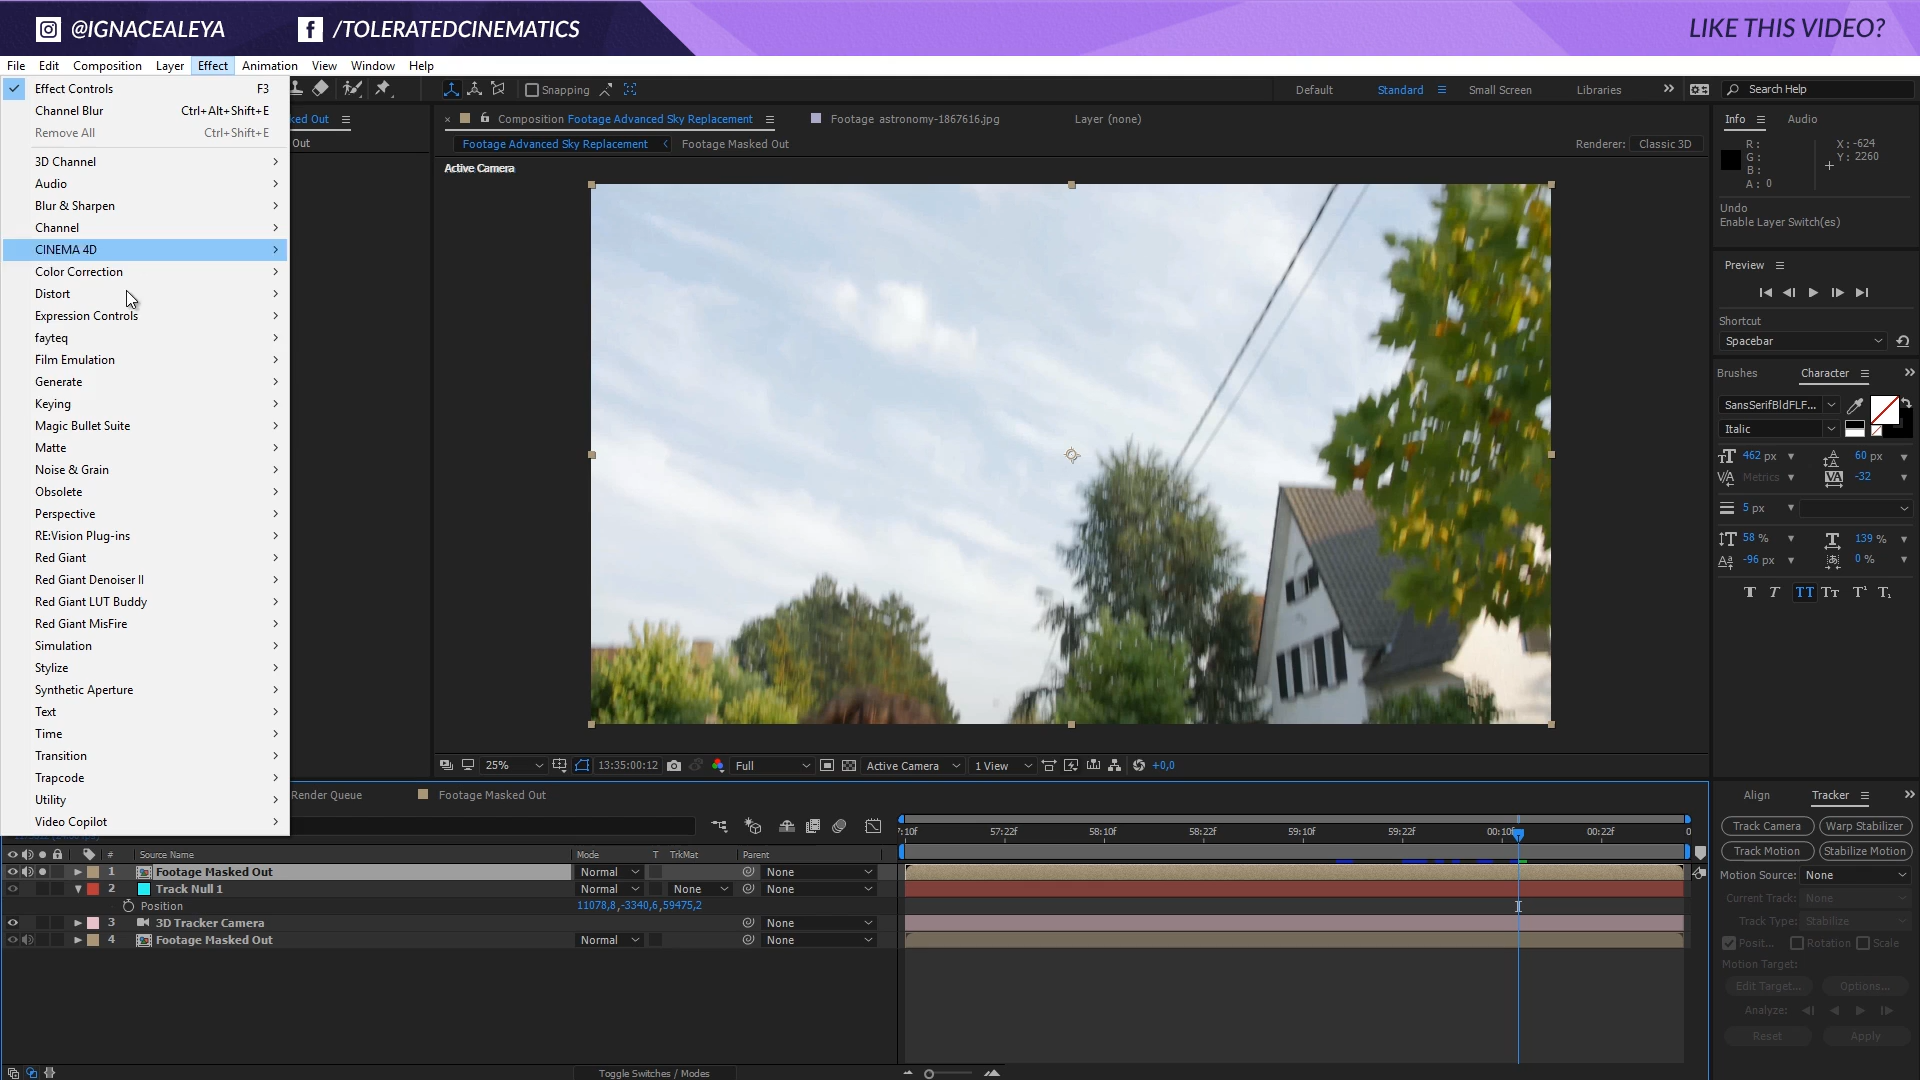 @IGNACEALEYA /TOLERATEDCINEMATICS LIKE THIS VIDEO?
File Edit Composition Layer Effect Animation View Window Help
Effect Controls F3
Channel Blur Ctrl+Alt+Shift+E
Remove All Ctrl+Shift+E
3D Channel
Audio
Blur & Sharpen
Channel
CINEMA 4D
Color Correction
Distort
Expression Controls
fayteq
Film Emulation
Generate
Keying
Magic Bullet Suite
Matte
Noise & Grain
Obsolete
Perspective
RE:Vision Plug-ins
Red Giant
Red Giant Denoiser II
Red Giant LUT Buddy
Red Giant MisFire
Simulation
Stylize
Synthetic Aperture
Text
Time
Transition
Trapcode
Utility
Video Copilot
Snapping Default Standard Small Screen Libraries Search Help
ked Out Composition Footage Advanced Sky Replacement Footage astronomy-1867616.jpg Layer (none)
Out Footage Advanced Sky Replacement Footage Masked Out Renderer: Classic 3D
Active Camera
25% 13:35:00:12 Full Active Camera 1 View +0,0
Info Audio
R: X: -624
G: Y: 2260
B:
A: 0
Undo
Enable Layer Switch(es)
Preview
Shortcut
Spacebar
Brushes Character
SansSerifBldFLF...
Italic
462 px 60 px
Metrics -32
5 px
58 % 139 %
-96 px 0 %
Render Queue Footage Masked Out
:10f 57:22f 58:10f 58:22f 59:10f 59:22f 00:10f 00:22f 0
# Source Name Mode T TrkMat Parent
1 Footage Masked Out Normal None
2 Track Null 1 Normal None None
Position 11078,8,-3340,6,59475,2
3 3D Tracker Camera None
4 Footage Masked Out Normal None
Toggle Switches / Modes
Align Tracker
Track Camera Warp Stabilizer
Track Motion Stabilize Motion
Motion Source: None
Current Track: None
Track Type: Stabilize
Posit... Rotation Scale
Motion Target:
Edit Target... Options...
Analyze:
Reset Apply